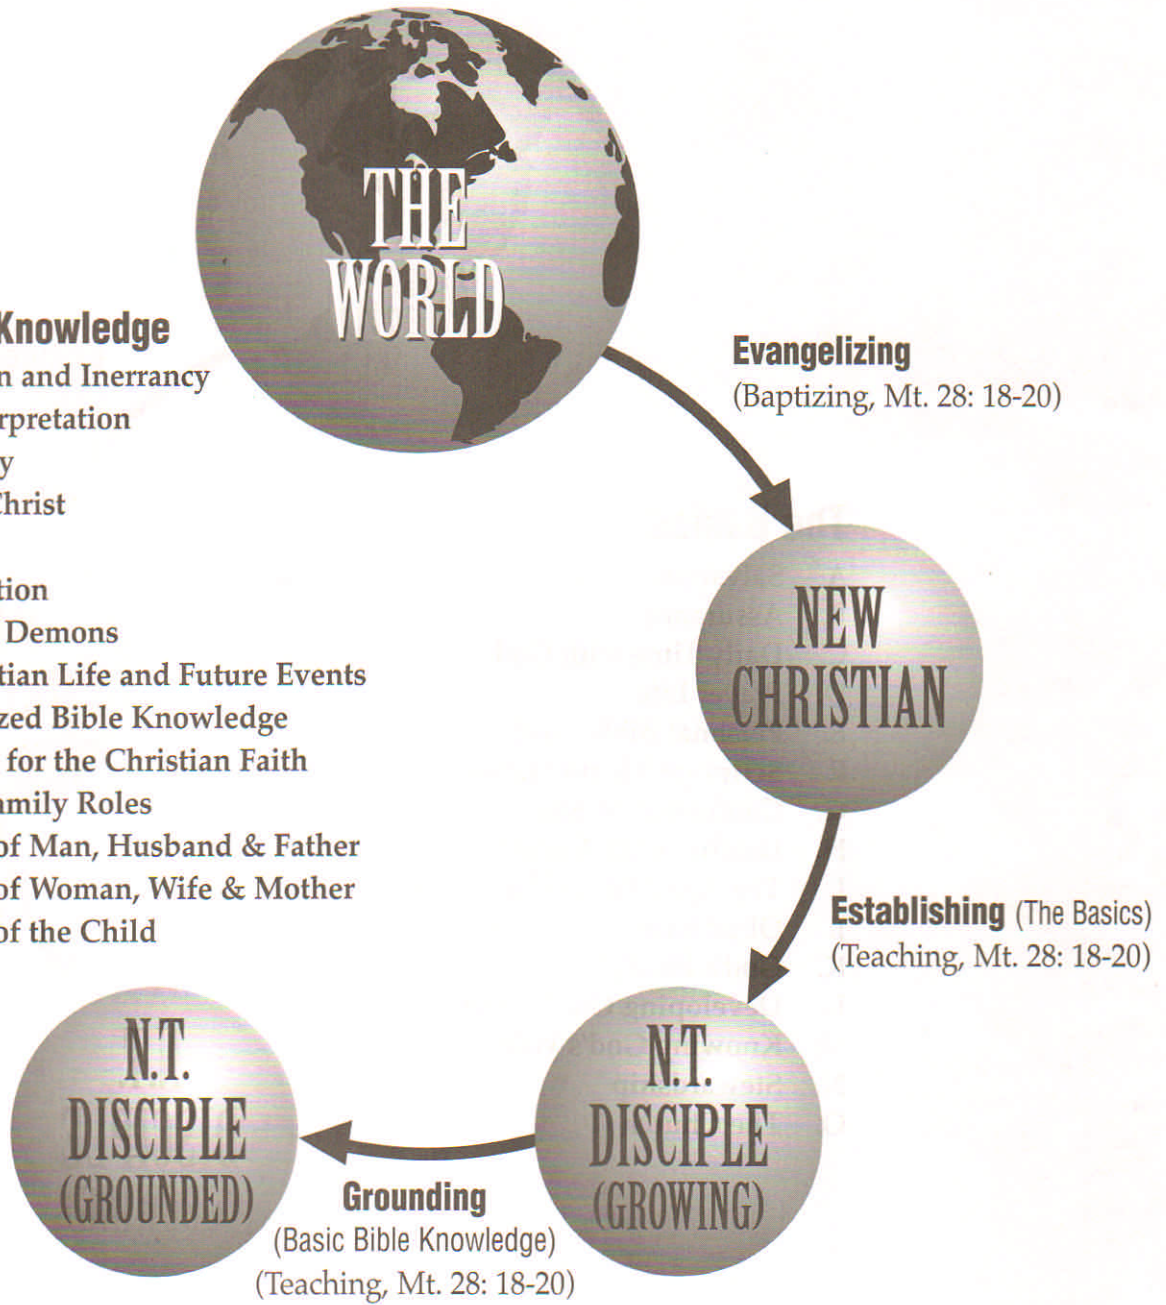 THE
WORLD
Knowledge
n and Inerrancy
rpretation
y
Christ
tion
Demons
tian Life and Future Events
zed Bible Knowledge
for the Christian Faith
amily Roles
of Man, Husband & Father
of Woman, Wife & Mother
of the Child
Evangelizing
(Baptizing, Mt. 28: 18-20)
NEW
CHRISTIAN
Establishing (The Basics)
(Teaching, Mt. 28: 18-20)
N.T.
DISCIPLE
(GROWING)
Grounding
(Basic Bible Knowledge)
(Teaching, Mt. 28: 18-20)
N.T.
DISCIPLE
(GROUNDED)